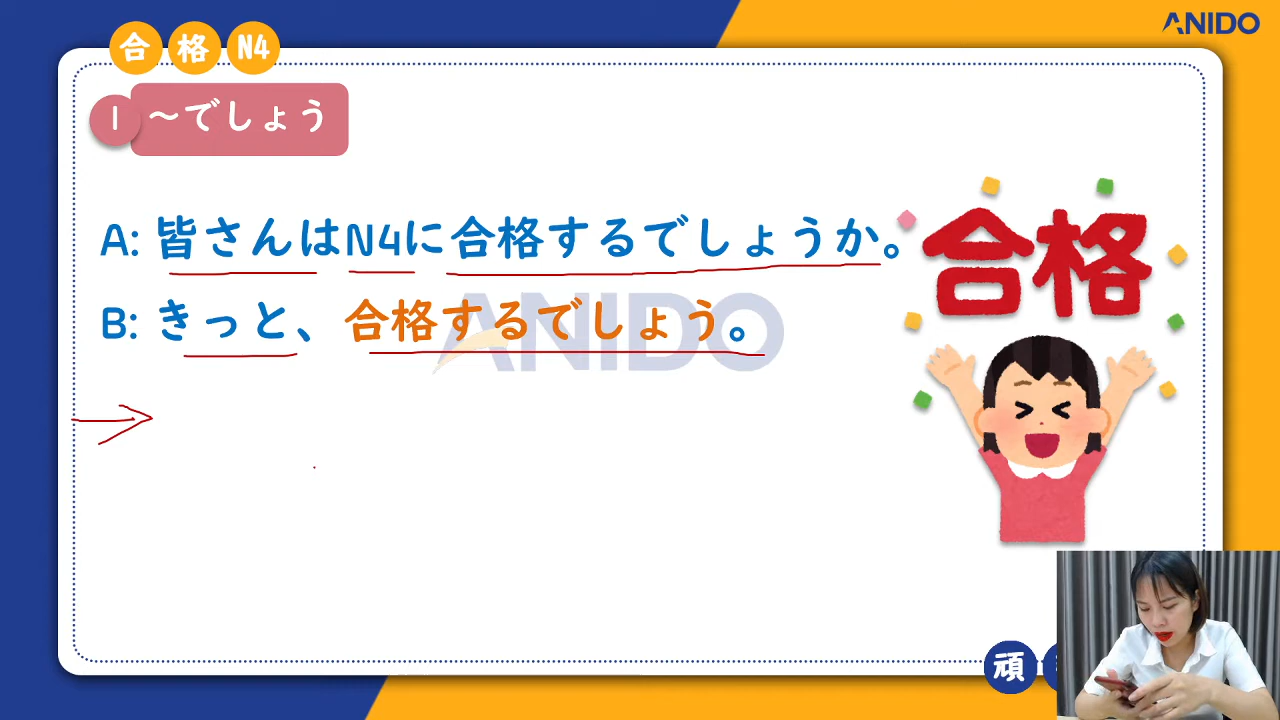 ANIDO
合格N4
1 ～でしょう
A: 皆さんはN4に合格するでしょうか。
B: きっと、合格するでしょう。
合格
ANIDO
頑